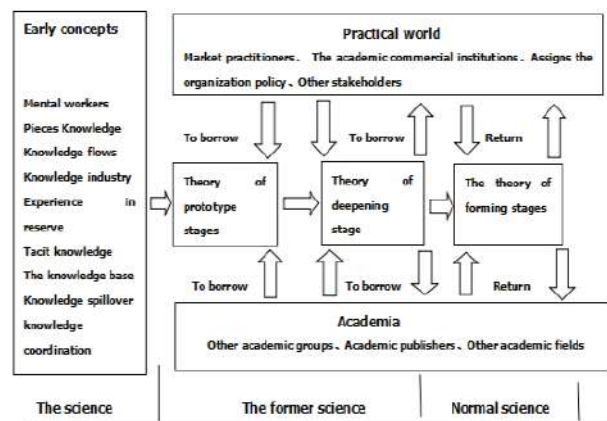 Early concepts
Mental workers
Pieces Knowledge
Knowledge flows
Knowledge industry
Experience in
reserve
Tacit knowledge
The knowledge base
Knowledge spillover
knowledge
coordination
Practical world
Market practitioners、 The academic commercial institutions、Assigns the
organization policy、Other stakeholders
To borrow
To borrow
Return
Theory of
prototype
stages
Theory of
deepening
stage
The theory of
forming stages
To borrow
To borrow
Return
Academia
Other academic groups、Academic publishers、Other academic fields
The science
The former science
Normal science